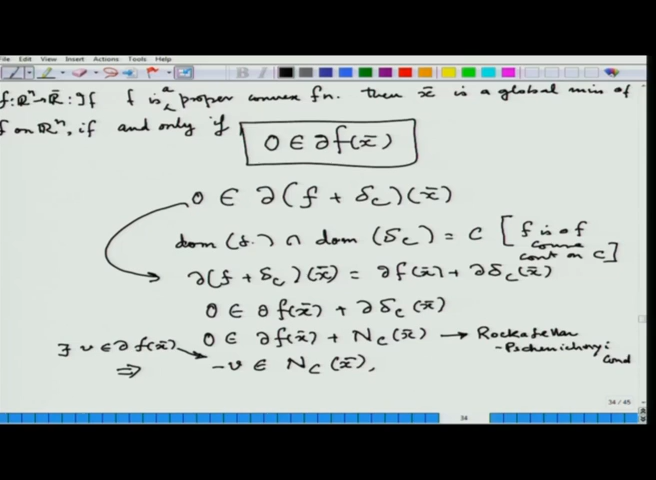 File Edit View Insert Actions Tools Help
f: ℝⁿ → ℝ̄ : If f is a proper convex fn. then x̄ is a global min of
f on ℝⁿ, if and only if
0 ∈ ∂f(x̄)
0 ∈ ∂(f + δ_C)(x̄)
dom (f) ∩ dom (δ_C) = C [f is of
course
cont on C]
∂(f + δ_C)(x̄) = ∂f(x̄) + ∂δ_C(x̄)
0 ∈ ∂f(x̄) + ∂δ_C(x̄)
0 ∈ ∂f(x̄) + N_C(x̄) → Rockafellar
-Pschenichnyi
Cond
∃ v ∈ ∂f(x̄)
⇒ -v ∈ N_C(x̄),
34 / 45
34